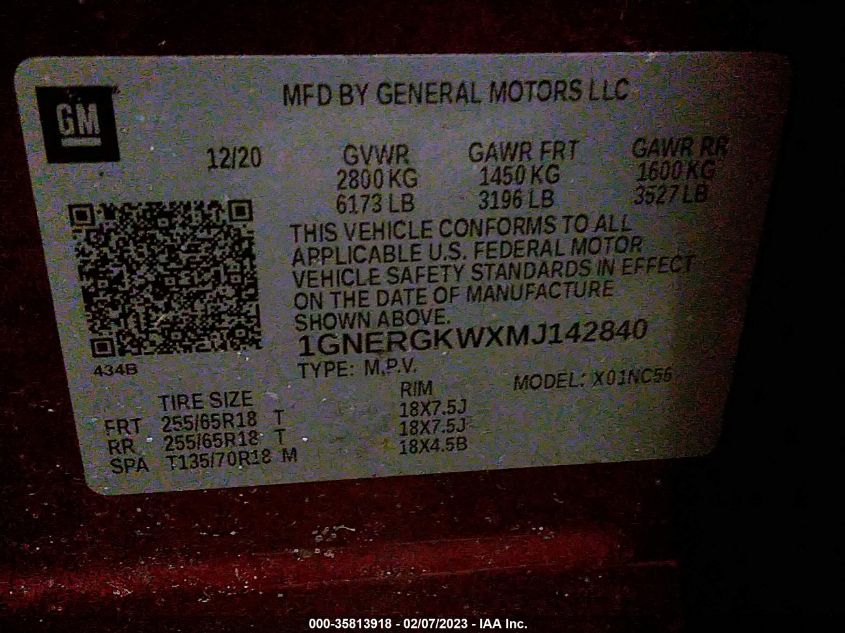 MFD BY GENERAL MOTORS LLC
GM
12/20 GVWR GAWR FRT GAWR RR
2800 KG 1450 KG 1600 KG
6173 LB 3196 LB 3527 LB
THIS VEHICLE CONFORMS TO ALL
APPLICABLE U.S. FEDERAL MOTOR
VEHICLE SAFETY STANDARDS IN EFFECT
ON THE DATE OF MANUFACTURE
SHOWN ABOVE.
1GNERGKWXMJ142840
434B TYPE: M.P.V. MODEL: X01NC56
TIRE SIZE RIM
FRT 255/65R18 T 18X7.5J
RR 255/65R18 T 18X7.5J
SPA T135/70R18 M 18X4.5B
000-35813918 - 02/07/2023 - IAA Inc.